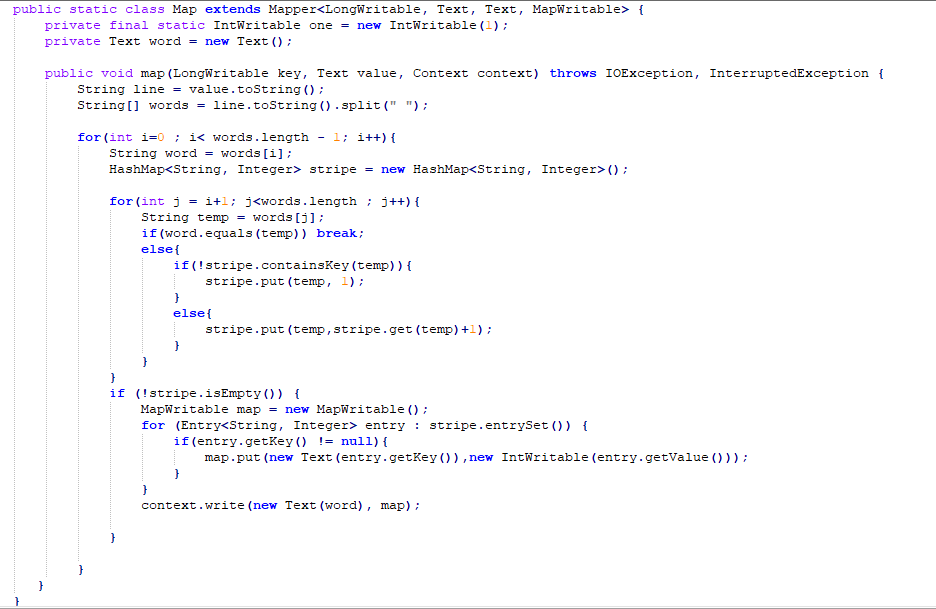 public static class Map extends Mapper<LongWritable, Text, Text, MapWritable> {
    private final static IntWritable one = new IntWritable(1);
    private Text word = new Text();

    public void map(LongWritable key, Text value, Context context) throws IOException, InterruptedException {
        String line = value.toString();
        String[] words = line.toString().split(" ");

        for(int i=0 ; i< words.length - 1; i++){
            String word = words[i];
            HashMap<String, Integer> stripe = new HashMap<String, Integer>();

            for(int j = i+1; j<words.length ; j++){
                String temp = words[j];
                if(word.equals(temp)) break;
                else{
                    if(!stripe.containsKey(temp)){
                        stripe.put(temp, 1);
                    }
                    else{
                        stripe.put(temp,stripe.get(temp)+1);
                    }
                }
            }
            if (!stripe.isEmpty()) {
                MapWritable map = new MapWritable();
                for (Entry<String, Integer> entry : stripe.entrySet()) {
                    if(entry.getKey() != null){
                        map.put(new Text(entry.getKey()),new IntWritable(entry.getValue()));
                    }
                }
                context.write(new Text(word), map);

            }

        }
    }
}